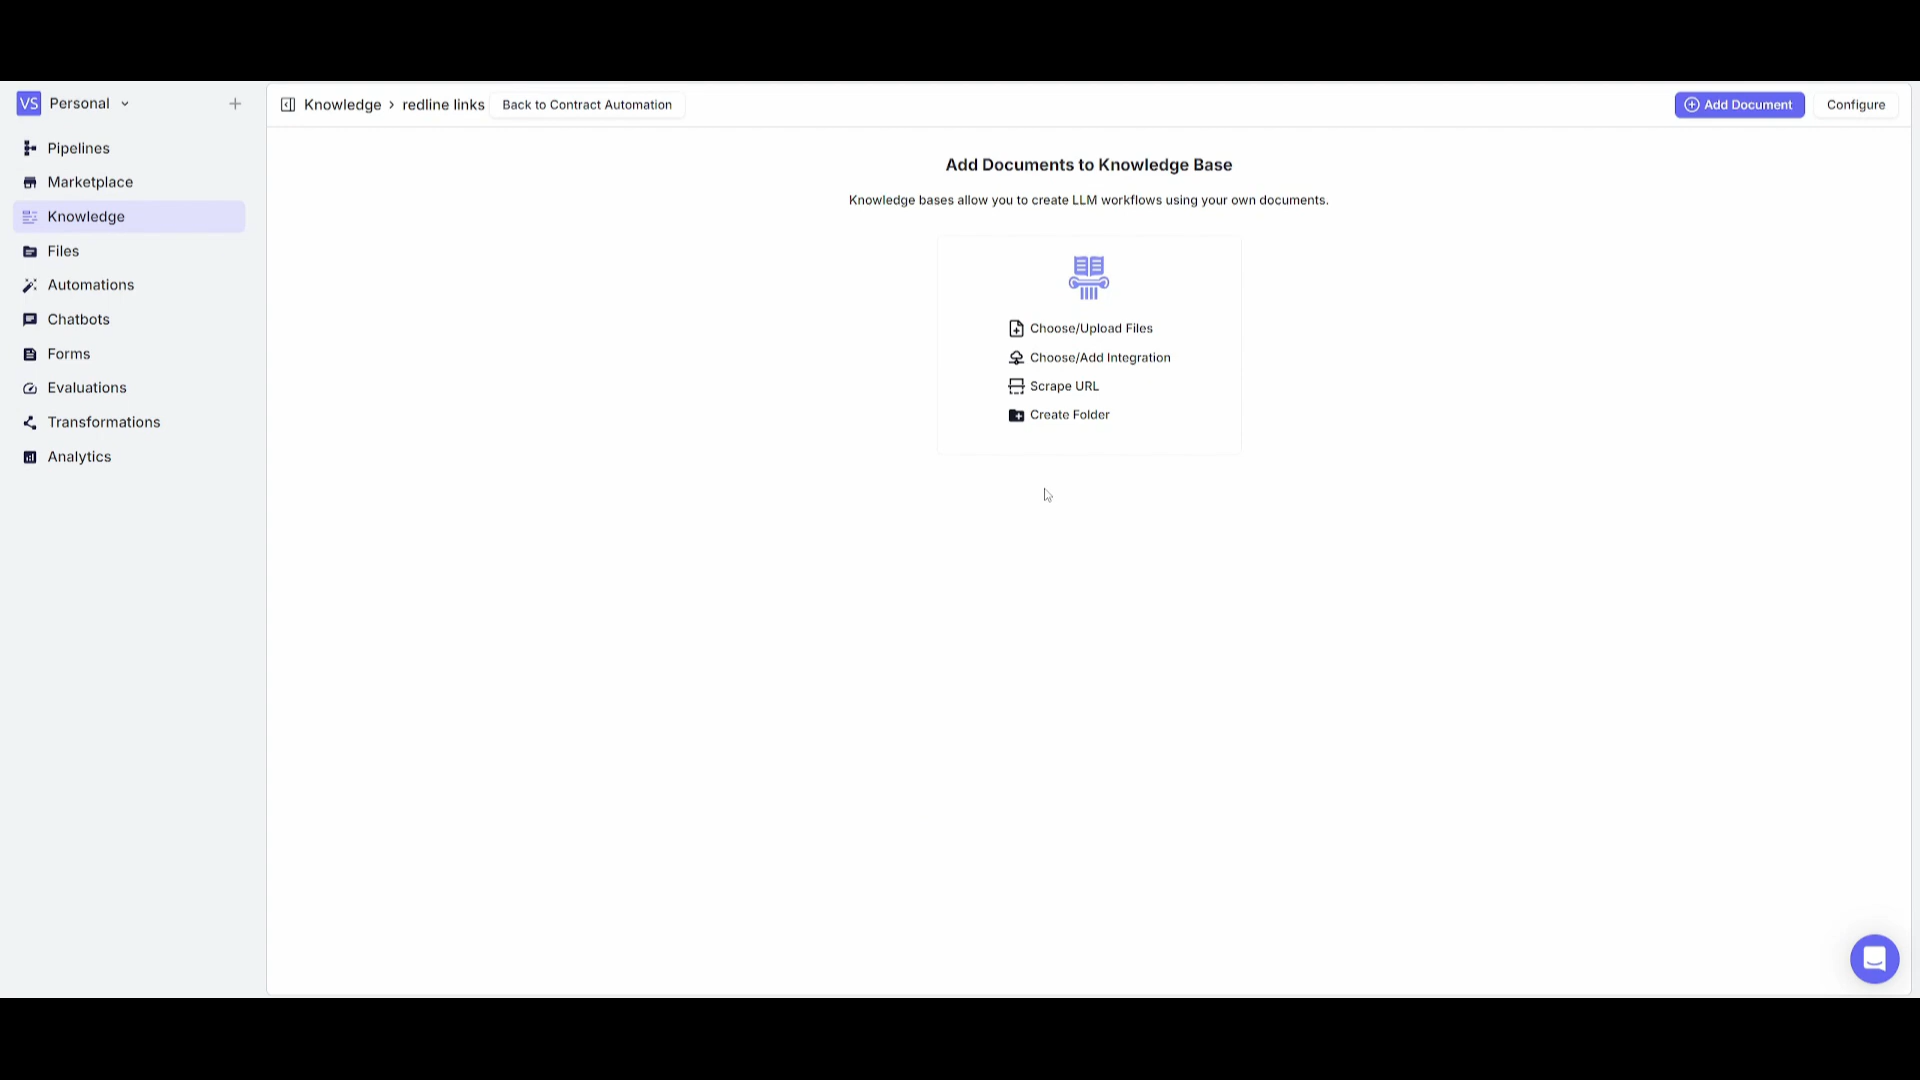 VS Personal
Knowledge > redline links Back to Contract Automation
Add Document Configure
Pipelines
Marketplace
Knowledge
Files
Automations
Chatbots
Forms
Evaluations
Transformations
Analytics
Add Documents to Knowledge Base
Knowledge bases allow you to create LLM workflows using your own documents.
Choose/Upload Files
Choose/Add Integration
Scrape URL
Create Folder